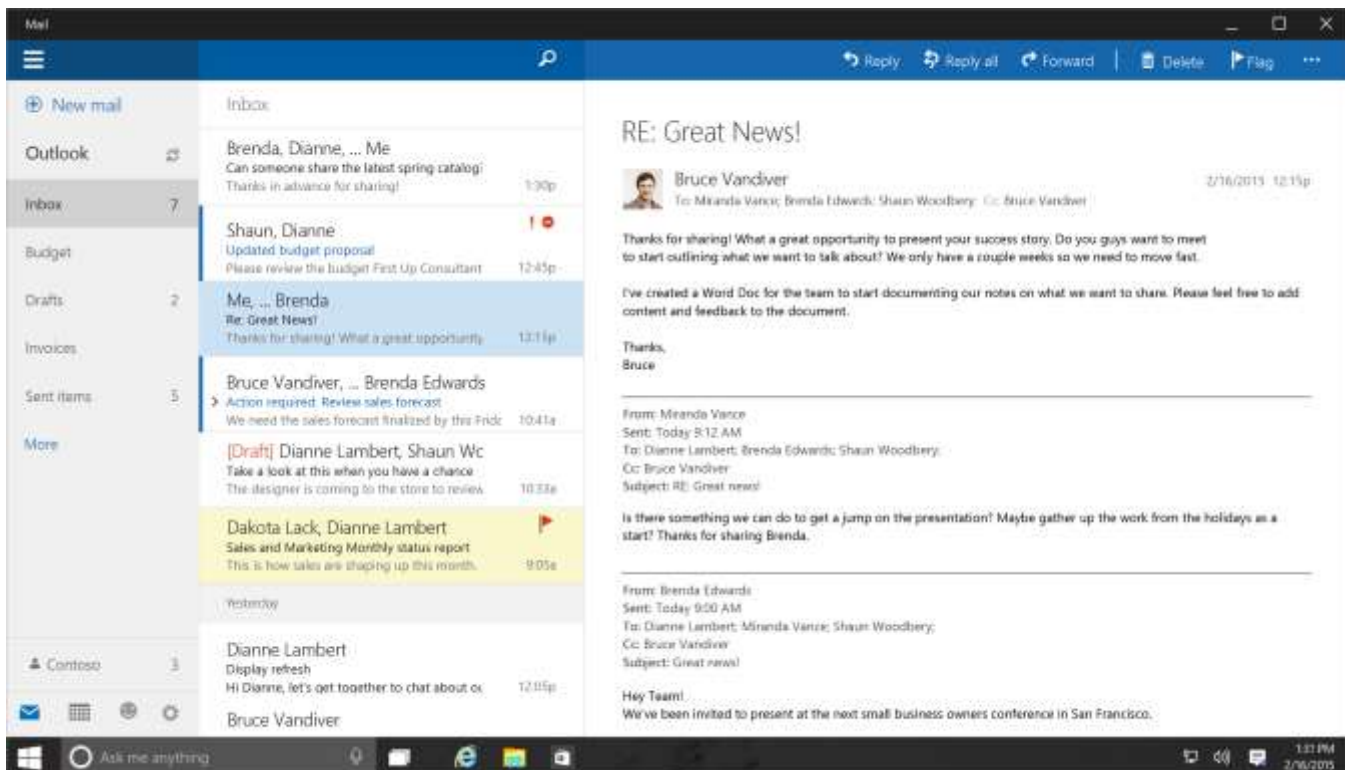 Mail
Reply
Reply all
Forward
Delete
Flag
New mail
Outlook
Inbox 7
Budget
Drafts 2
Invoices
Sent items 5
More
Contoso 3
Inbox
Brenda, Dianne, ... Me
Can someone share the latest spring catalog
Thanks in advance for sharing! 1:30p
Shaun, Dianne
Updated budget proposal
Please review the budget First Up Consultant 12:45p
Me, ... Brenda
Re: Great News!
Thanks for sharing! What a great opportunity 12:15p
Bruce Vandiver, ... Brenda Edwards
Action required: Review sales forecast
We need the sales forecast finalized by this Frida 10:41a
[Draft] Dianne Lambert, Shaun Wc
Take a look at this when you have a chance
The designer is coming to the store to review 10:33a
Dakota Lack, Dianne Lambert
Sales and Marketing Monthly status report
This is how sales are shaping up this month. 9:05a
Yesterday
Dianne Lambert
Display refresh
Hi Dianne, let's get together to chat about ou 12:05p
Bruce Vandiver
RE: Great News!
Bruce Vandiver 2/16/2015 12:15p
To: Miranda Vance; Brenda Edwards; Shaun Woodbery; Cc: Bruce Vandiver
Thanks for sharing! What a great opportunity to present your success story. Do you guys want to meet
to start outlining what we want to talk about? We only have a couple weeks so we need to move fast.
I've created a Word Doc for the team to start documenting our notes on what we want to share. Please feel free to add
content and feedback to the document.
Thanks,
Bruce
From: Miranda Vance
Sent: Today 9:12 AM
To: Dianne Lambert; Brenda Edwards; Shaun Woodbery;
Cc: Bruce Vandiver
Subject: RE: Great news!
Is there something we can do to get a jump on the presentation? Maybe gather up the work from the holidays as a
start? Thanks for sharing Brenda.
From: Brenda Edwards
Sent: Today 9:00 AM
To: Dianne Lambert; Miranda Vance; Shaun Woodbery;
Cc: Bruce Vandiver
Subject: Great news!
Hey Team!
We've been invited to present at the next small business owners conference in San Francisco.
Ask me anything
1:31 PM
2/16/2015